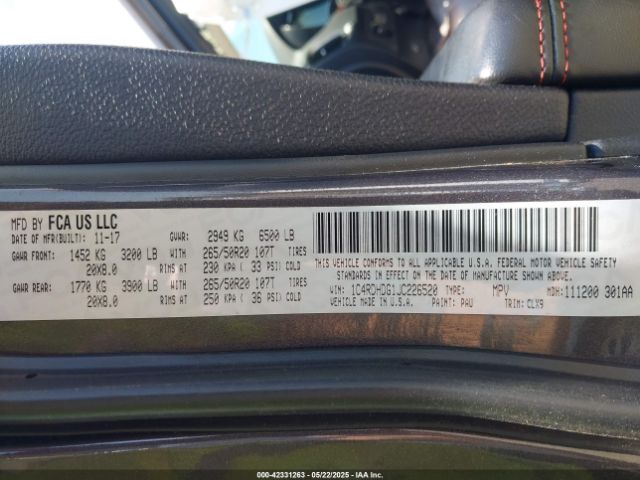 MFD BY FCA US LLC
DATE OF MFR(BUILT): 11-17 GVWR: 2949 KG 6500 LB
GAWR FRONT: 1452 KG 3200 LB WITH 265/50R20 107T TIRES
20X8.0 RIMS AT 230 KPA ( 33 PSI) COLD
GAWR REAR: 1770 KG 3900 LB WITH 265/50R20 107T TIRES
20X8.0 RIMS AT 250 KPA ( 36 PSI) COLD
THIS VEHICLE CONFORMS TO ALL APPLICABLE U.S.A. FEDERAL MOTOR VEHICLE SAFETY
STANDARDS IN EFFECT ON THE DATE OF MANUFACTURE SHOWN ABOVE.
VIN: 1C4RDHDG1JC226520 TYPE: MPV MDH: 111200 301AA
MADE IN U.S.A. PAINT: PAU TRIM: CLX9
00-42331263 - 05/22/2025 - IAA Inc.